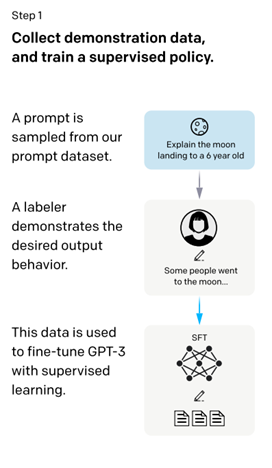 Step 1
Collect demonstration data,
and train a supervised policy.
A prompt is
sampled from our
prompt dataset.
Explain the moon
landing to a 6 year old
A labeler
demonstrates the
desired output
behavior.
Some people went
to the moon...
This data is used
to fine-tune GPT-3
with supervised
learning.
SFT